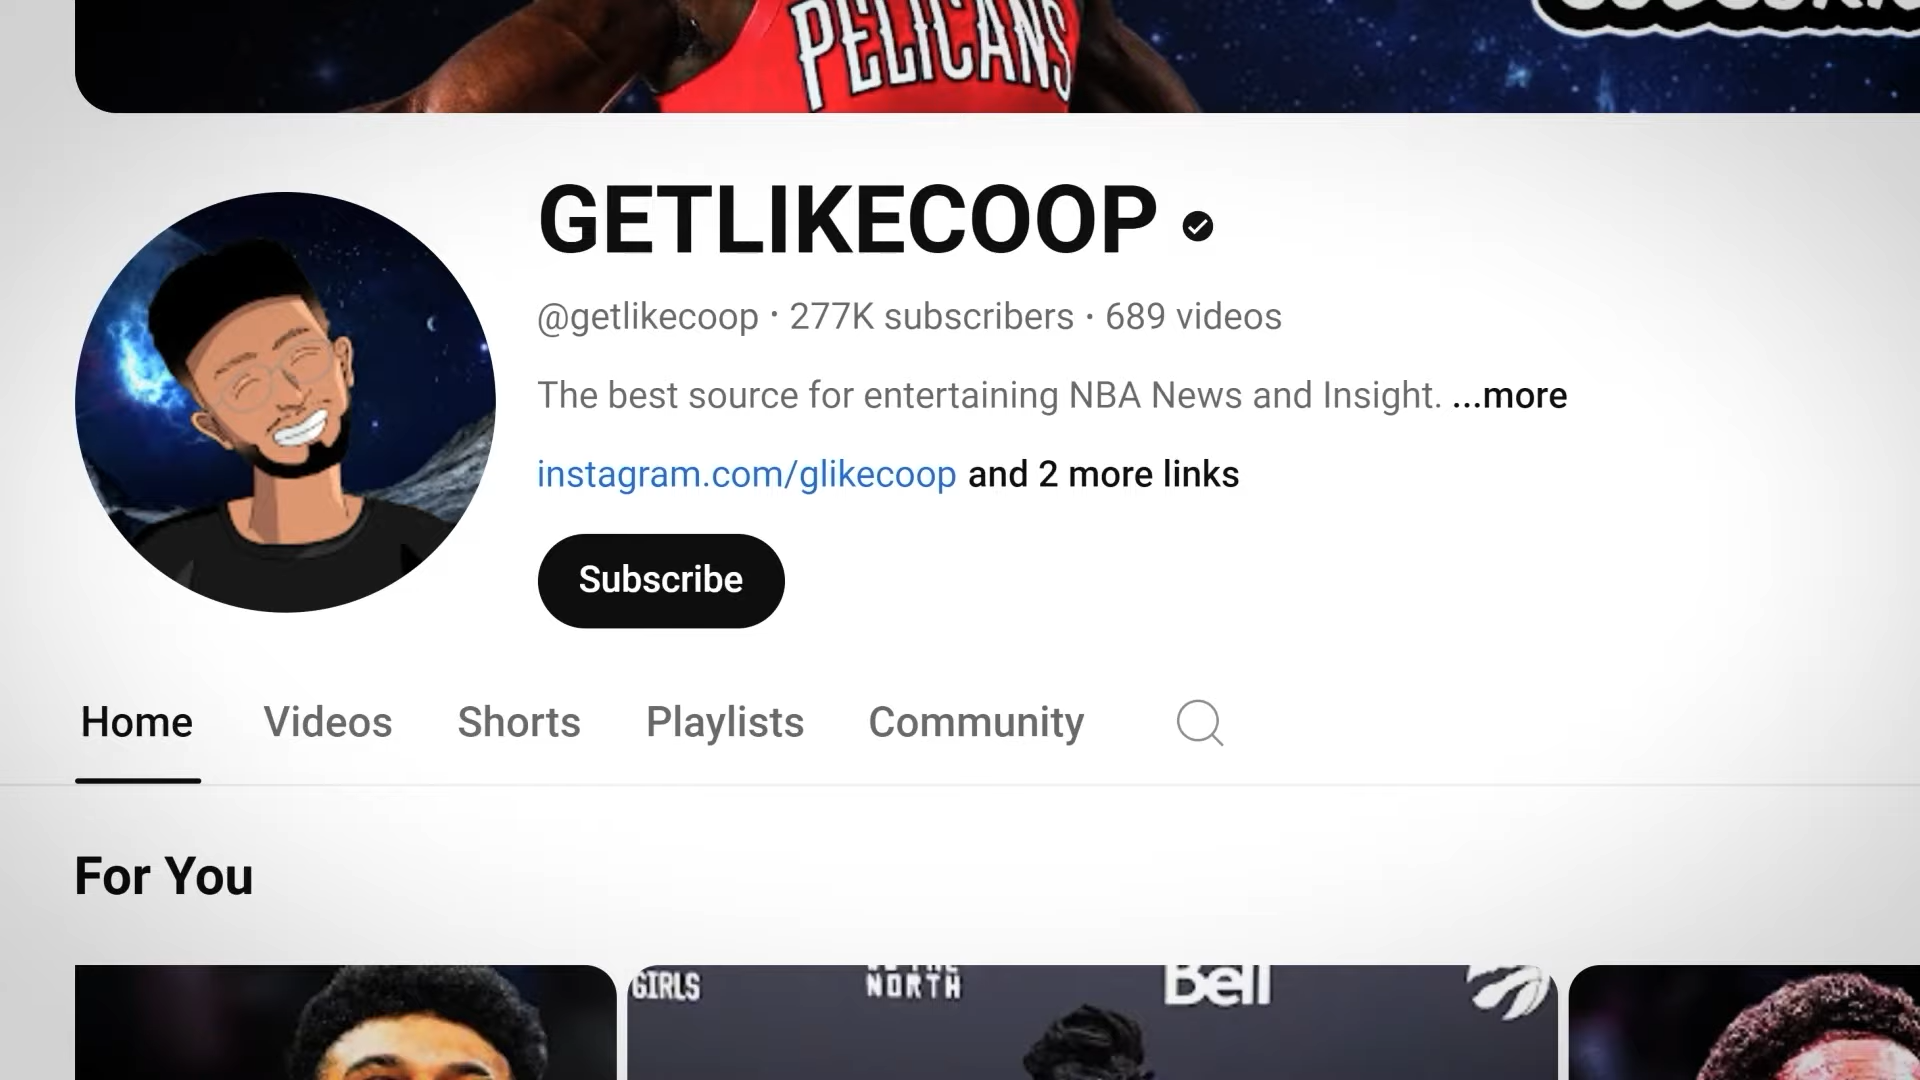 PELICANS
GETLIKECOOP
@getlikecoop · 277K subscribers · 689 videos
The best source for entertaining NBA News and Insight. ...more
instagram.com/glikecoop and 2 more links
Subscribe
Home Videos Shorts Playlists Community
For You
GIRLS
NORTH
Bell